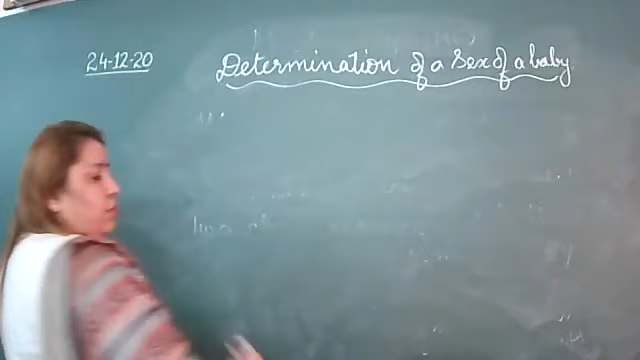 24-12-20
Determination of a Sex of a baby